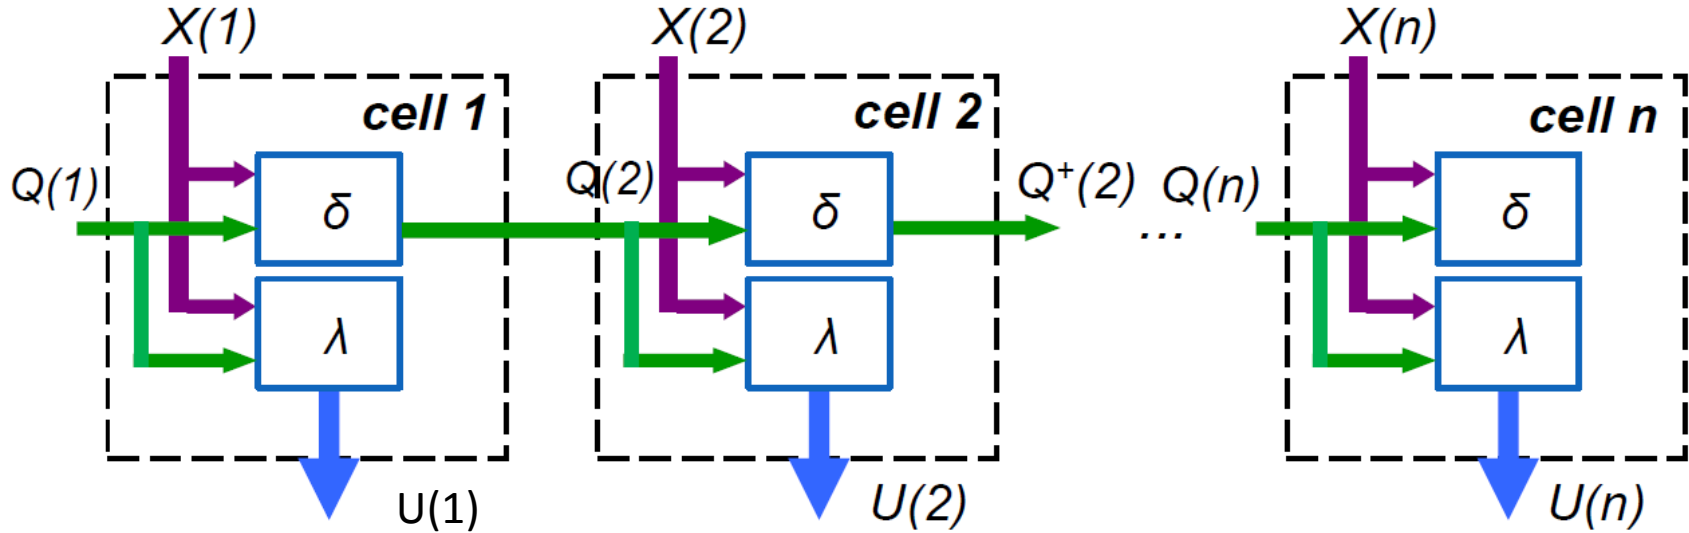 X(1) X(2) X(n)
cell 1 cell 2 cell n
Q(1) δ Q(2) δ Q⁺(2) ... Q(n) δ
λ λ λ
U(1) U(2) U(n)